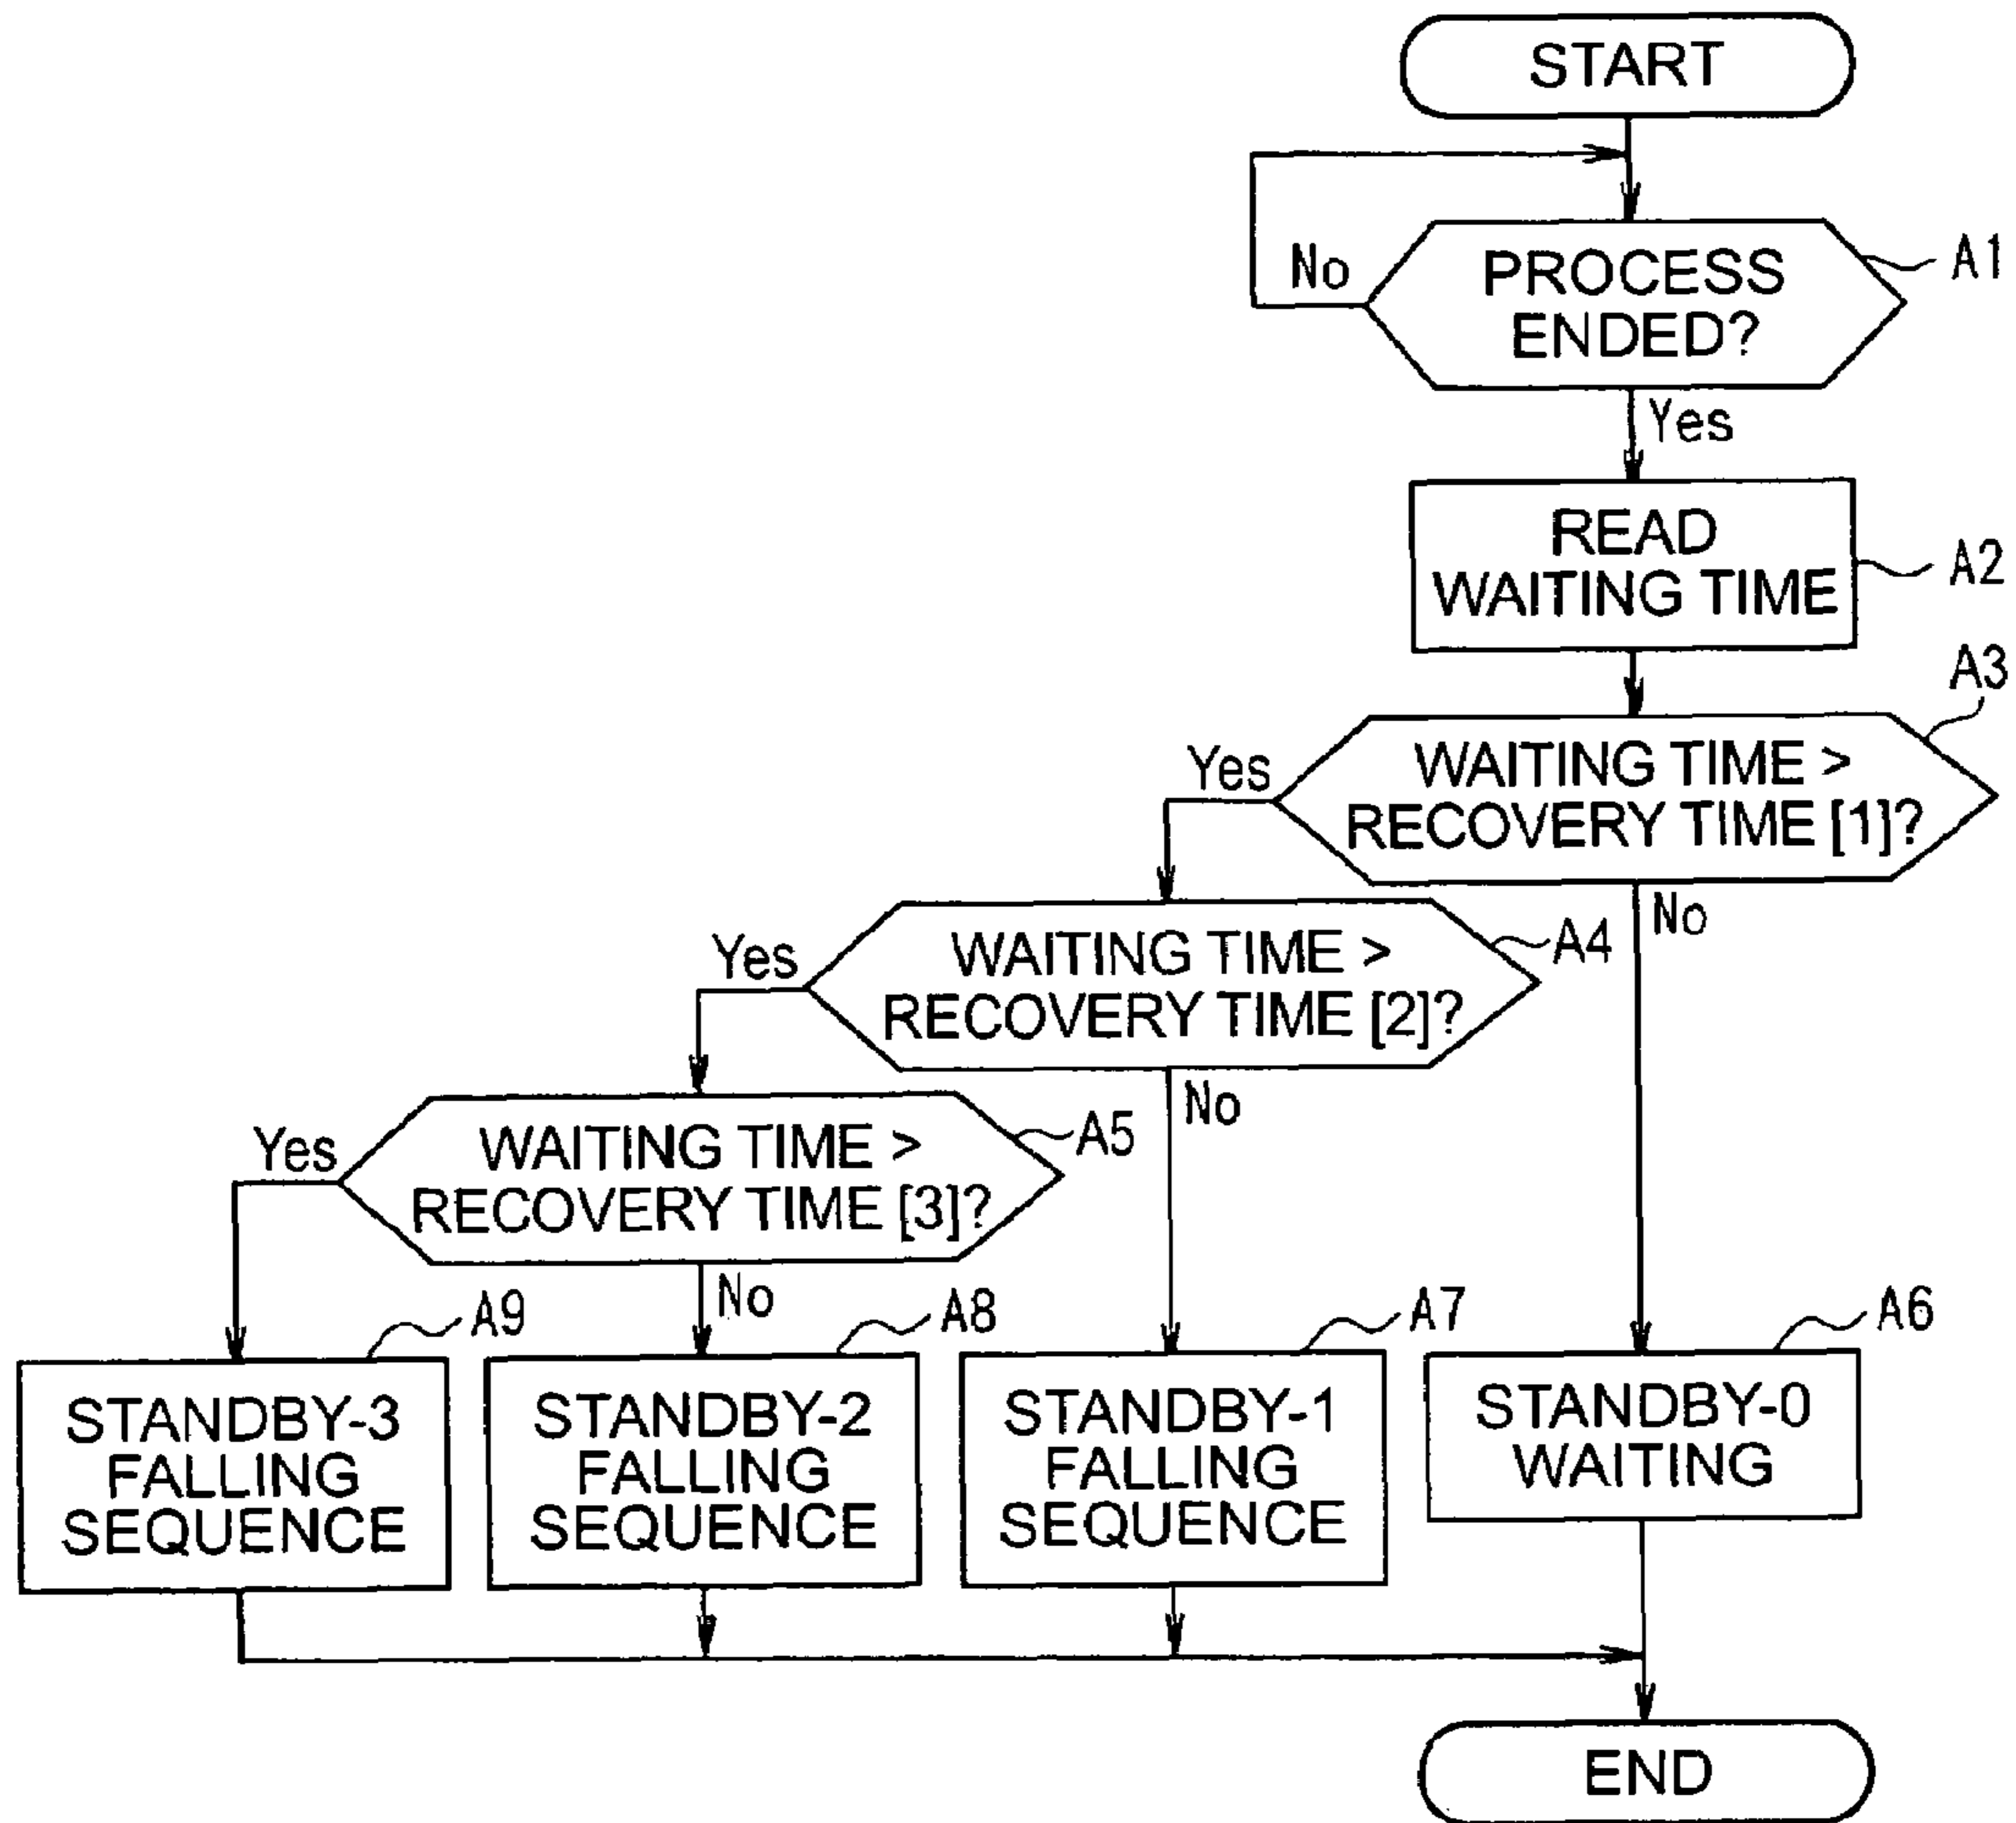 START
No
PROCESS
ENDED?
A1
Yes
READ
WAITING TIME
A2
A3
Yes
WAITING TIME >
RECOVERY TIME [1]?
No
A4
Yes
WAITING TIME >
RECOVERY TIME [2]?
No
A5
Yes
WAITING TIME >
RECOVERY TIME [3]?
No
A9
STANDBY-3
FALLING
SEQUENCE
A8
STANDBY-2
FALLING
SEQUENCE
A7
STANDBY-1
FALLING
SEQUENCE
A6
STANDBY-0
WAITING
END